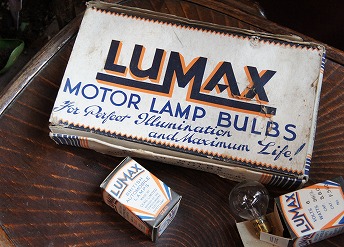 LUMAX
MOTOR LAMP BULBS
For Perfect Illumination
and Maximum Life!
LUMAX
LUMAX